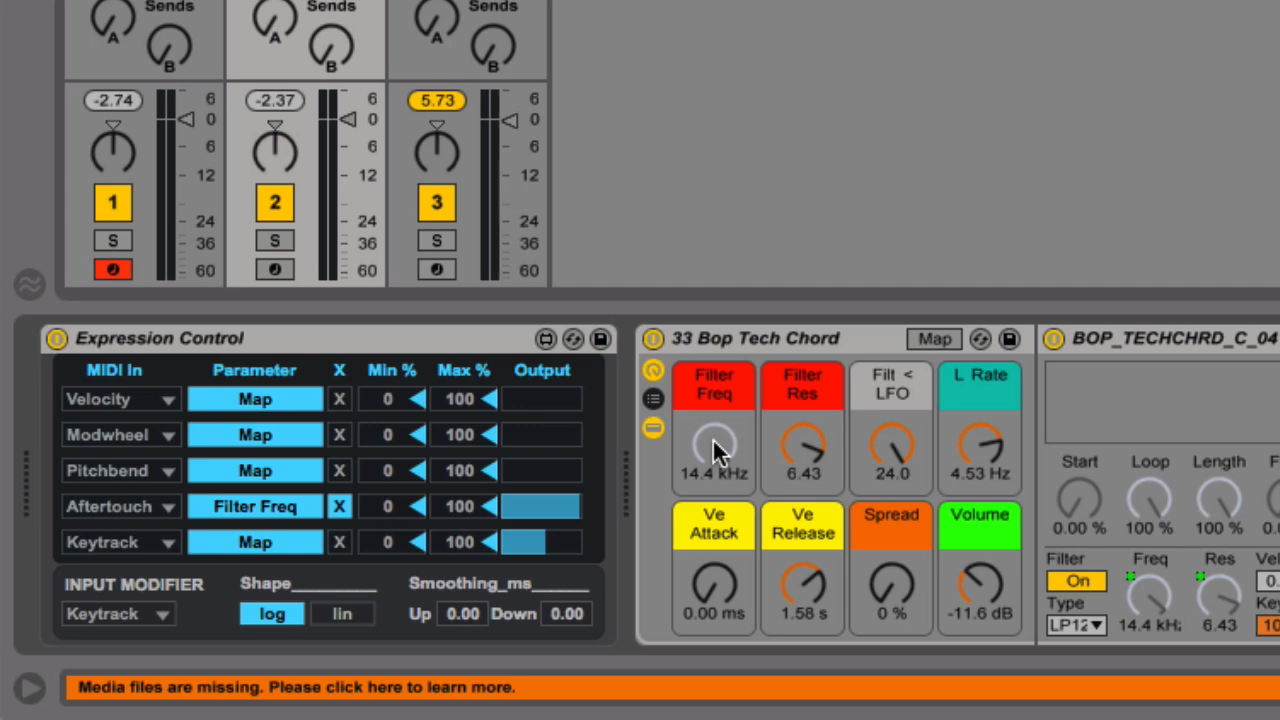 Sends Sends Sends
A A A
B B B
-2.74 6 -2.37 6 5.73 6
0 0 0
6 6 6
12 12 12
1 2 3
24 24 24
S 36 S 36 S 36
60 60 60
Expression Control
MIDI In Parameter X Min % Max % Output
Velocity Map X 0 100
Modwheel Map X 0 100
Pitchbend Map X 0 100
Aftertouch Filter Freq X 0 100
Keytrack Map X 0 100
INPUT MODIFIER Shape Smoothing_ms
Keytrack log lin Up 0.00 Down 0.00
33 Bop Tech Chord Map
Filter Freq Filter Res Filt < LFO L Rate
14.4 kHz 6.43 24.0 4.53 Hz
Ve Attack Ve Release Spread Volume
0.00 ms 1.58 s 0 % -11.6 dB
BOP_TECHCHRD_C_04
Start Loop Length
0.00 % 100 % 100 %
Filter Freq Res
On
Type
LP12 14.4 kHz 6.43
Media files are missing. Please click here to learn more.